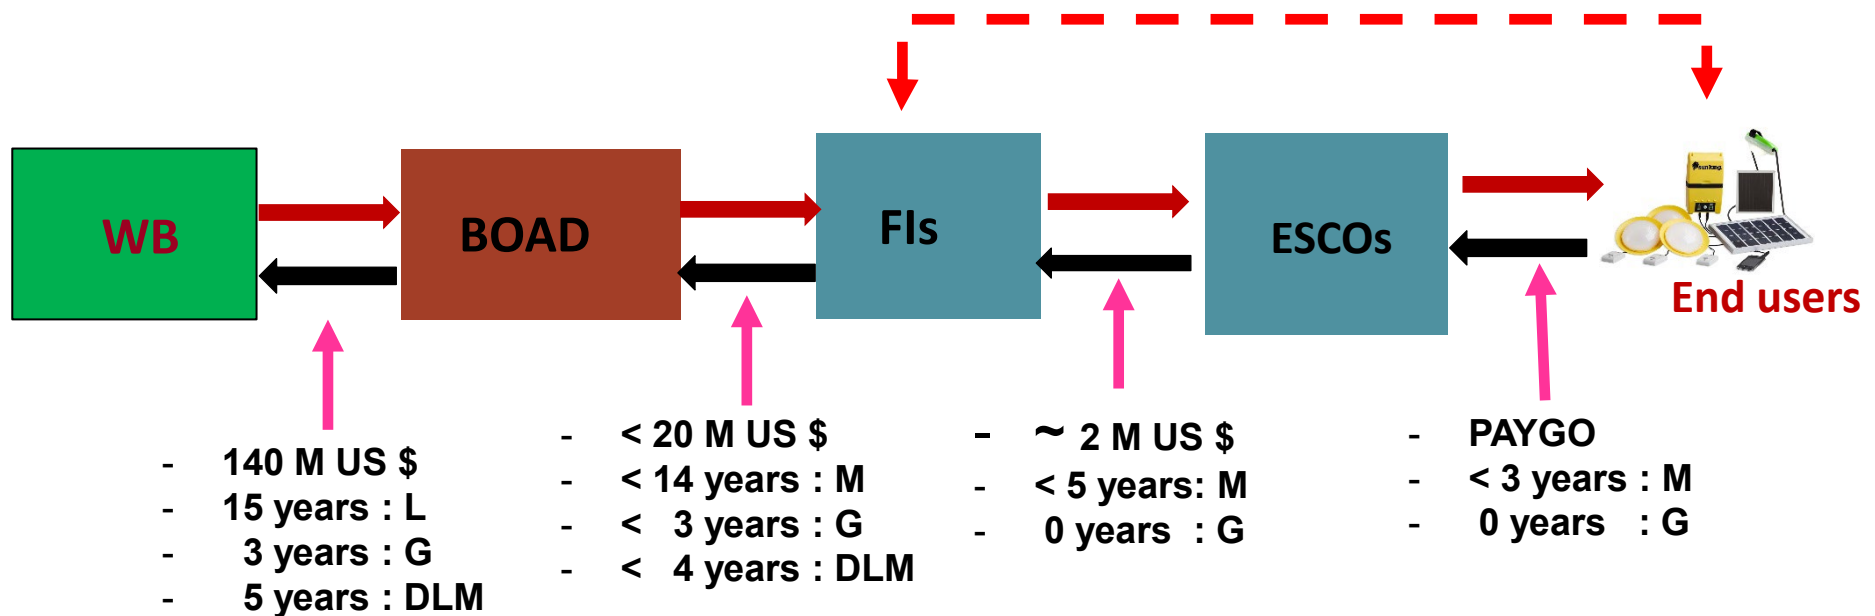 WB
BOAD
FIs
ESCOs
End users
- 140 M US $
- 15 years : L
- 3 years : G
- 5 years : DLM
- < 20 M US $
- < 14 years : M
- < 3 years : G
- < 4 years : DLM
- ~ 2 M US $
- < 5 years: M
- 0 years : G
- PAYGO
- < 3 years : M
- 0 years : G